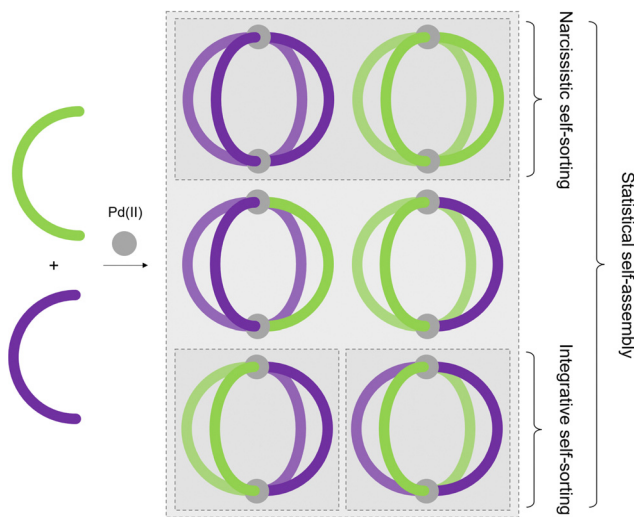 Pd(II)
+
Narcissistic self-sorting
Integrative self-sorting
Statistical self-assembly